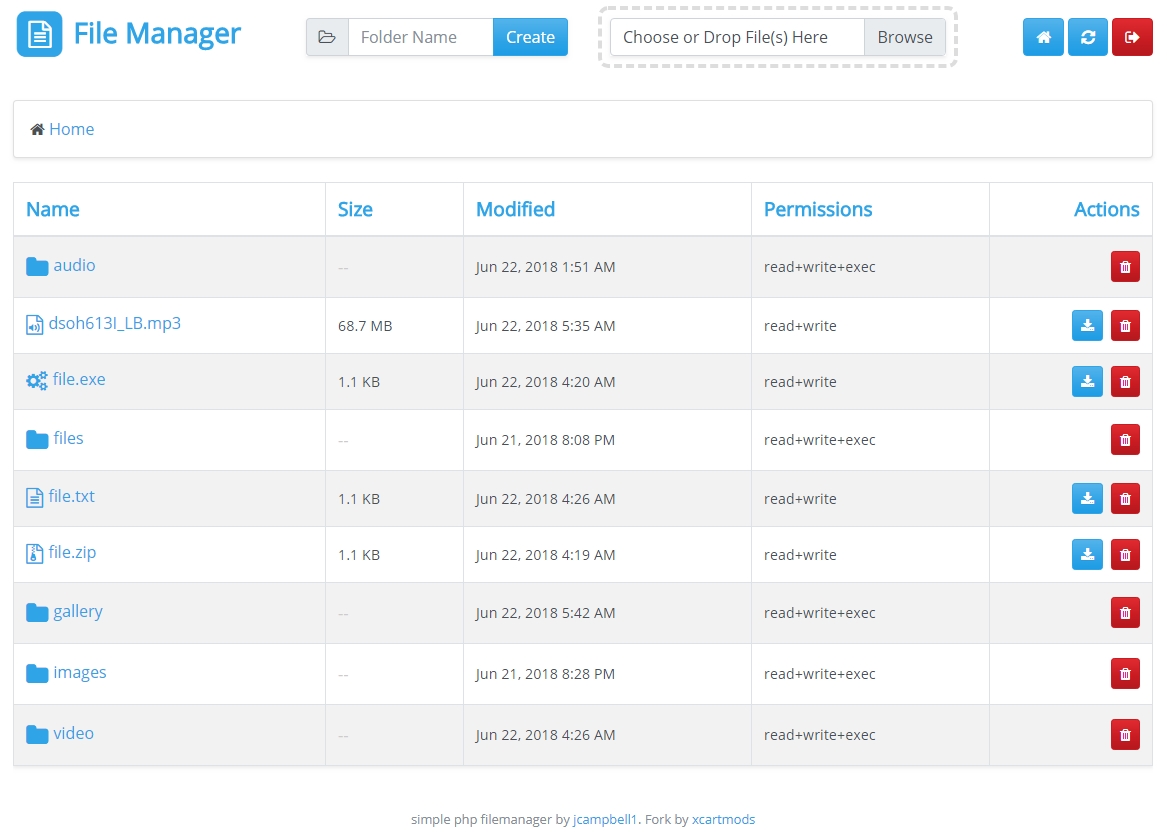 File Manager Folder Name Create Choose or Drop File(s) Here Browse
Home
Name Size Modified Permissions Actions
audio -- Jun 22, 2018 1:51 AM read+write+exec
dsoh613I_LB.mp3 68.7 MB Jun 22, 2018 5:35 AM read+write
file.exe 1.1 KB Jun 22, 2018 4:20 AM read+write
files -- Jun 21, 2018 8:08 PM read+write+exec
file.txt 1.1 KB Jun 22, 2018 4:26 AM read+write
file.zip 1.1 KB Jun 22, 2018 4:19 AM read+write
gallery -- Jun 22, 2018 5:42 AM read+write+exec
images -- Jun 21, 2018 8:28 PM read+write+exec
video -- Jun 22, 2018 4:26 AM read+write+exec
simple php filemanager by jcampbell1. Fork by xcartmods